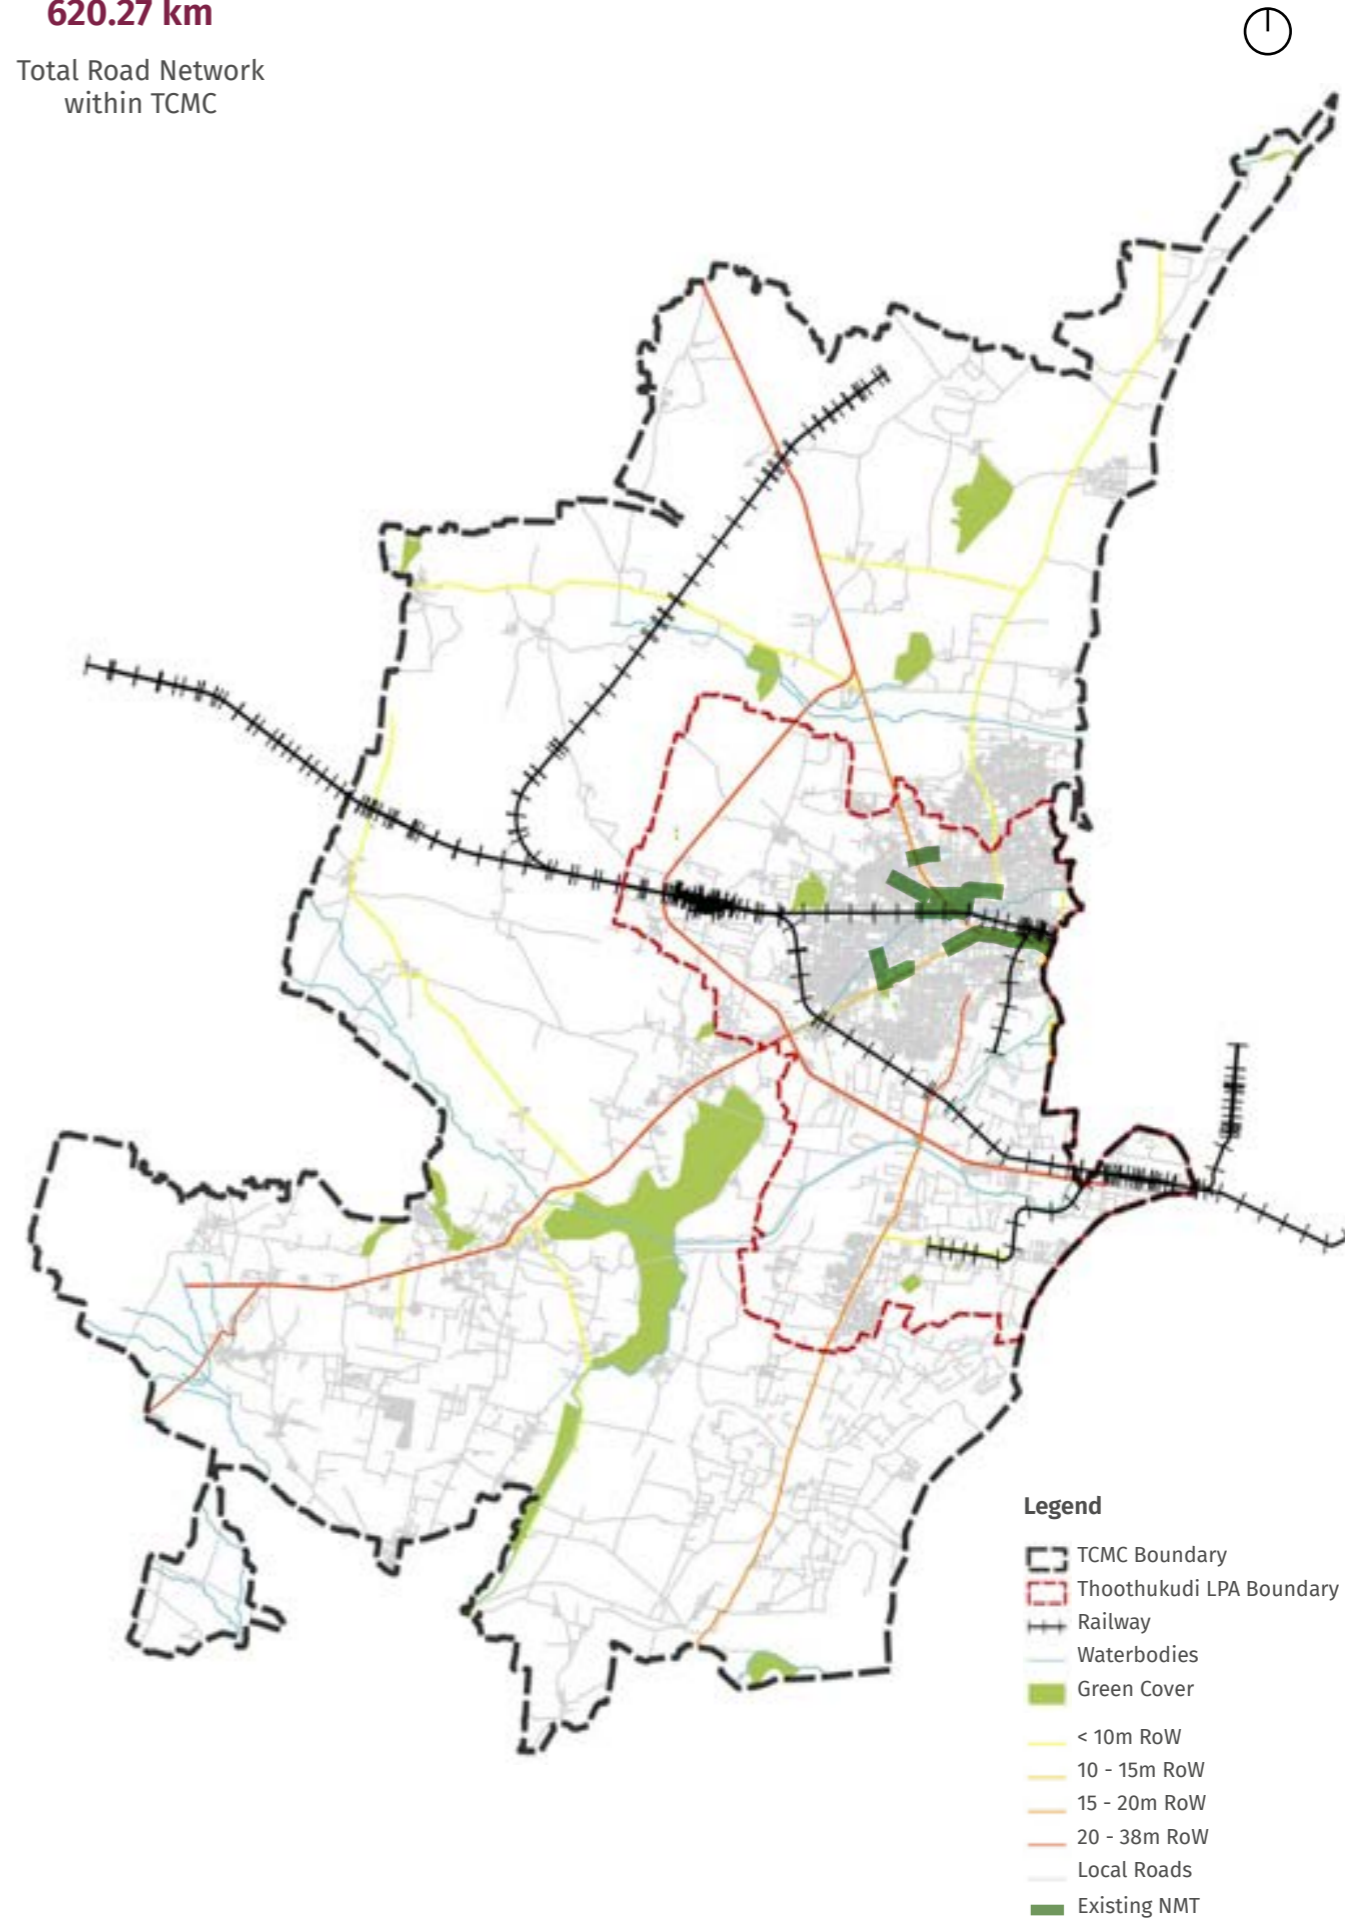 620.27 km
Total Road Network
within TCMC
Legend
TCMC Boundary
Thoothukudi LPA Boundary
Railway
Waterbodies
Green Cover
< 10m RoW
10 - 15m RoW
15 - 20m RoW
20 - 38m RoW
Local Roads
Existing NMT